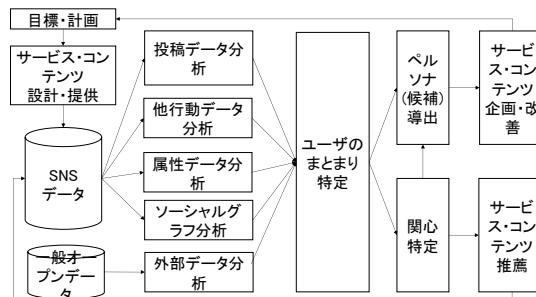 目標・計画
サービス・コン
テンツ
設計・提供
SNS
データ
一般オー
プンデー
タ
投稿データ分
析
他行動データ
分析
属性データ分
析
ソーシャルグ
ラフ分析
外部データ分
析
ユーザの
まとまり
特定
ペル
ソナ
(候補)
導出
関心
特定
サービ
ス・コン
テンツ
企画・改
善
サービ
ス・コン
テンツ
推薦